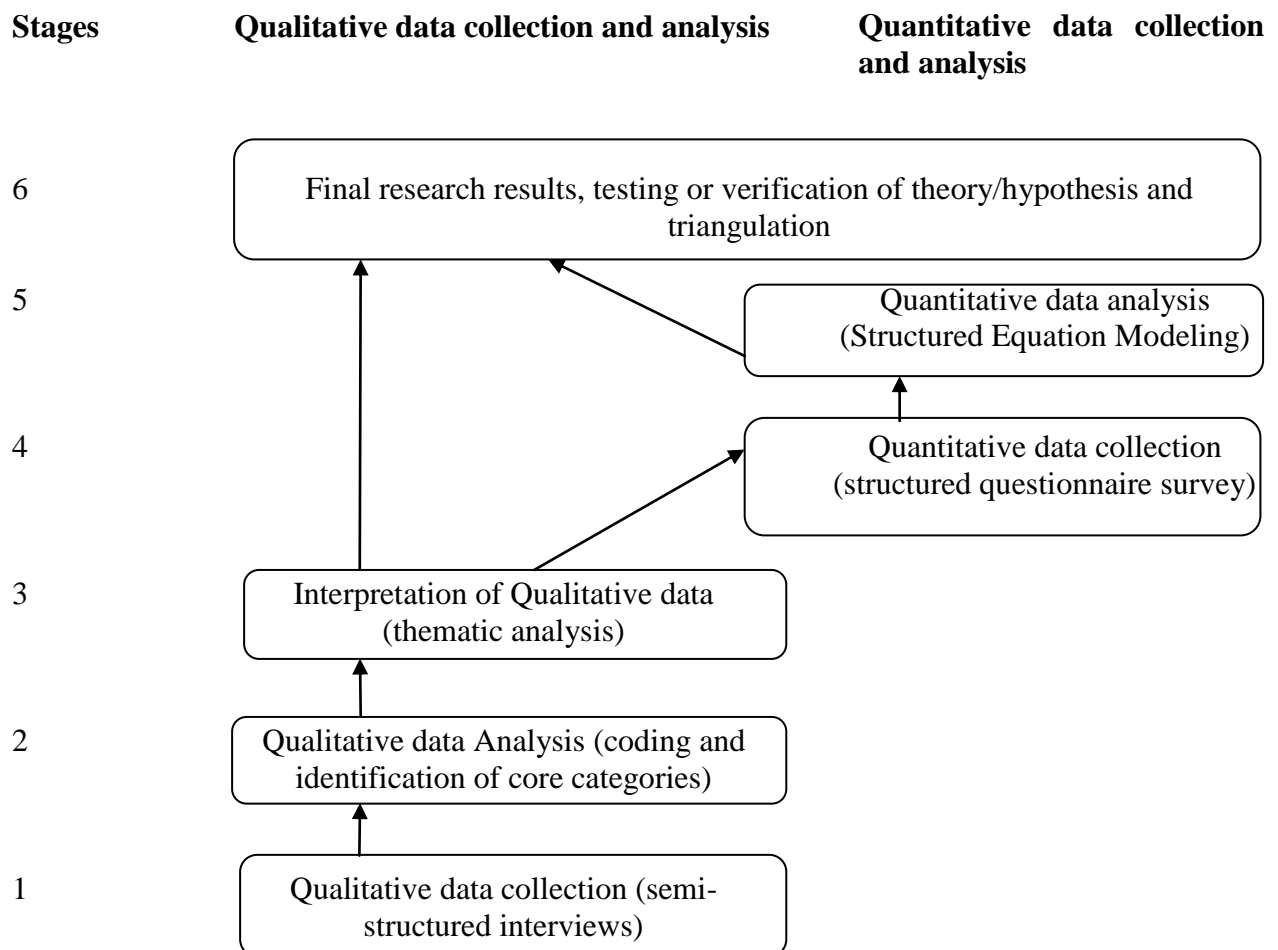 Stages Qualitative data collection and analysis Quantitative data collection
and analysis
6
Final research results, testing or verification of theory/hypothesis and
triangulation
5
Quantitative data analysis
(Structured Equation Modeling)
4
Quantitative data collection
(structured questionnaire survey)
3
Interpretation of Qualitative data
(thematic analysis)
2
Qualitative data Analysis (coding and
identification of core categories)
1
Qualitative data collection (semi-
structured interviews)